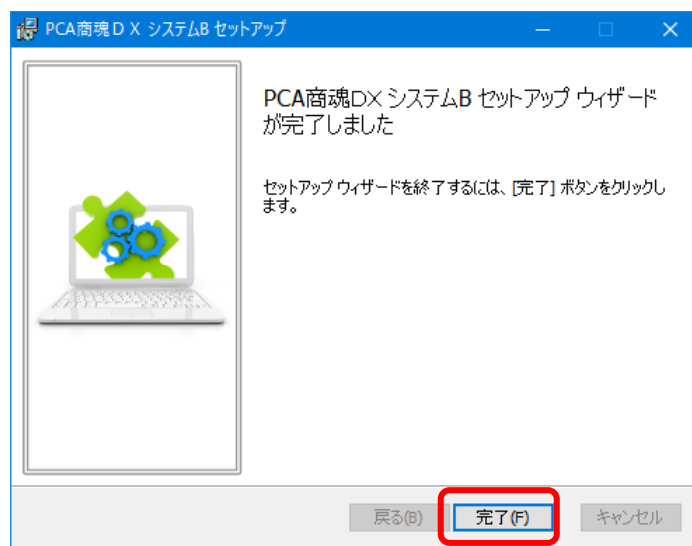 PCA商魂ＤＸ システムB セットアップ
PCA商魂DX システムB セットアップ ウィザード
が完了しました
セットアップ ウィザードを終了するには、[完了] ボタンをクリックし
ます。
戻る(B) 完了(F) キャンセル